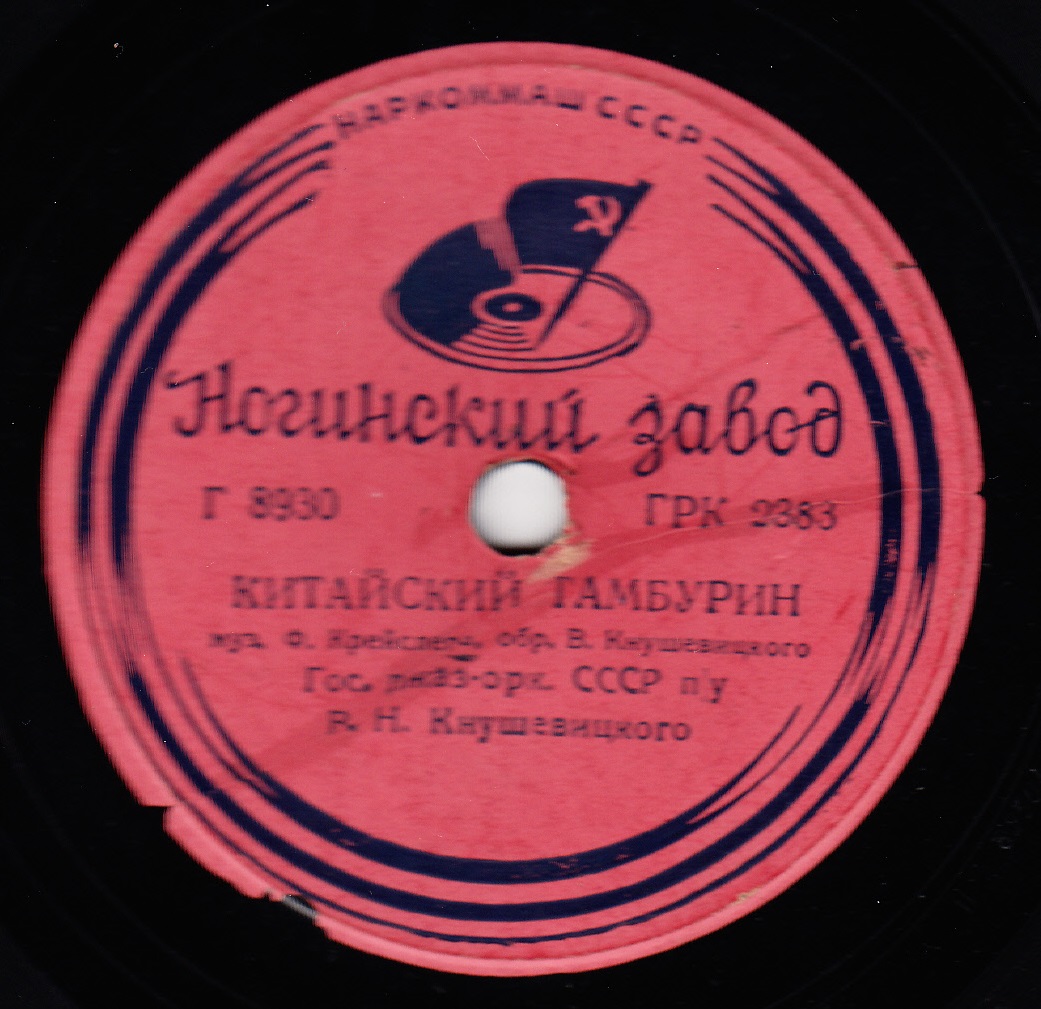 НАРКОММАШ СССР
Ногинский завод
Г 8930 ГРК 2383
КИТАЙСКИЙ ТАМБУРИН
муз. Ф. Крейслера, обр. В. Кнушевицкого
Гос. джаз-орк. СССР п/у
В. Н. Кнушевицкого